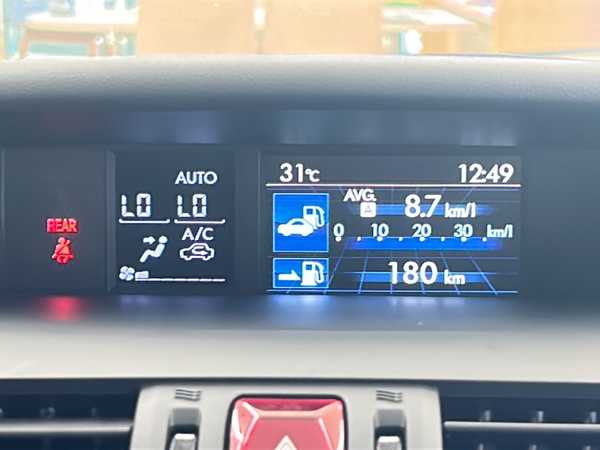 31℃ 12:49
AUTO
AVG.
A 8.7 km/l
LO LO
REAR
A/C
0 10 20 30 km/l
180 km